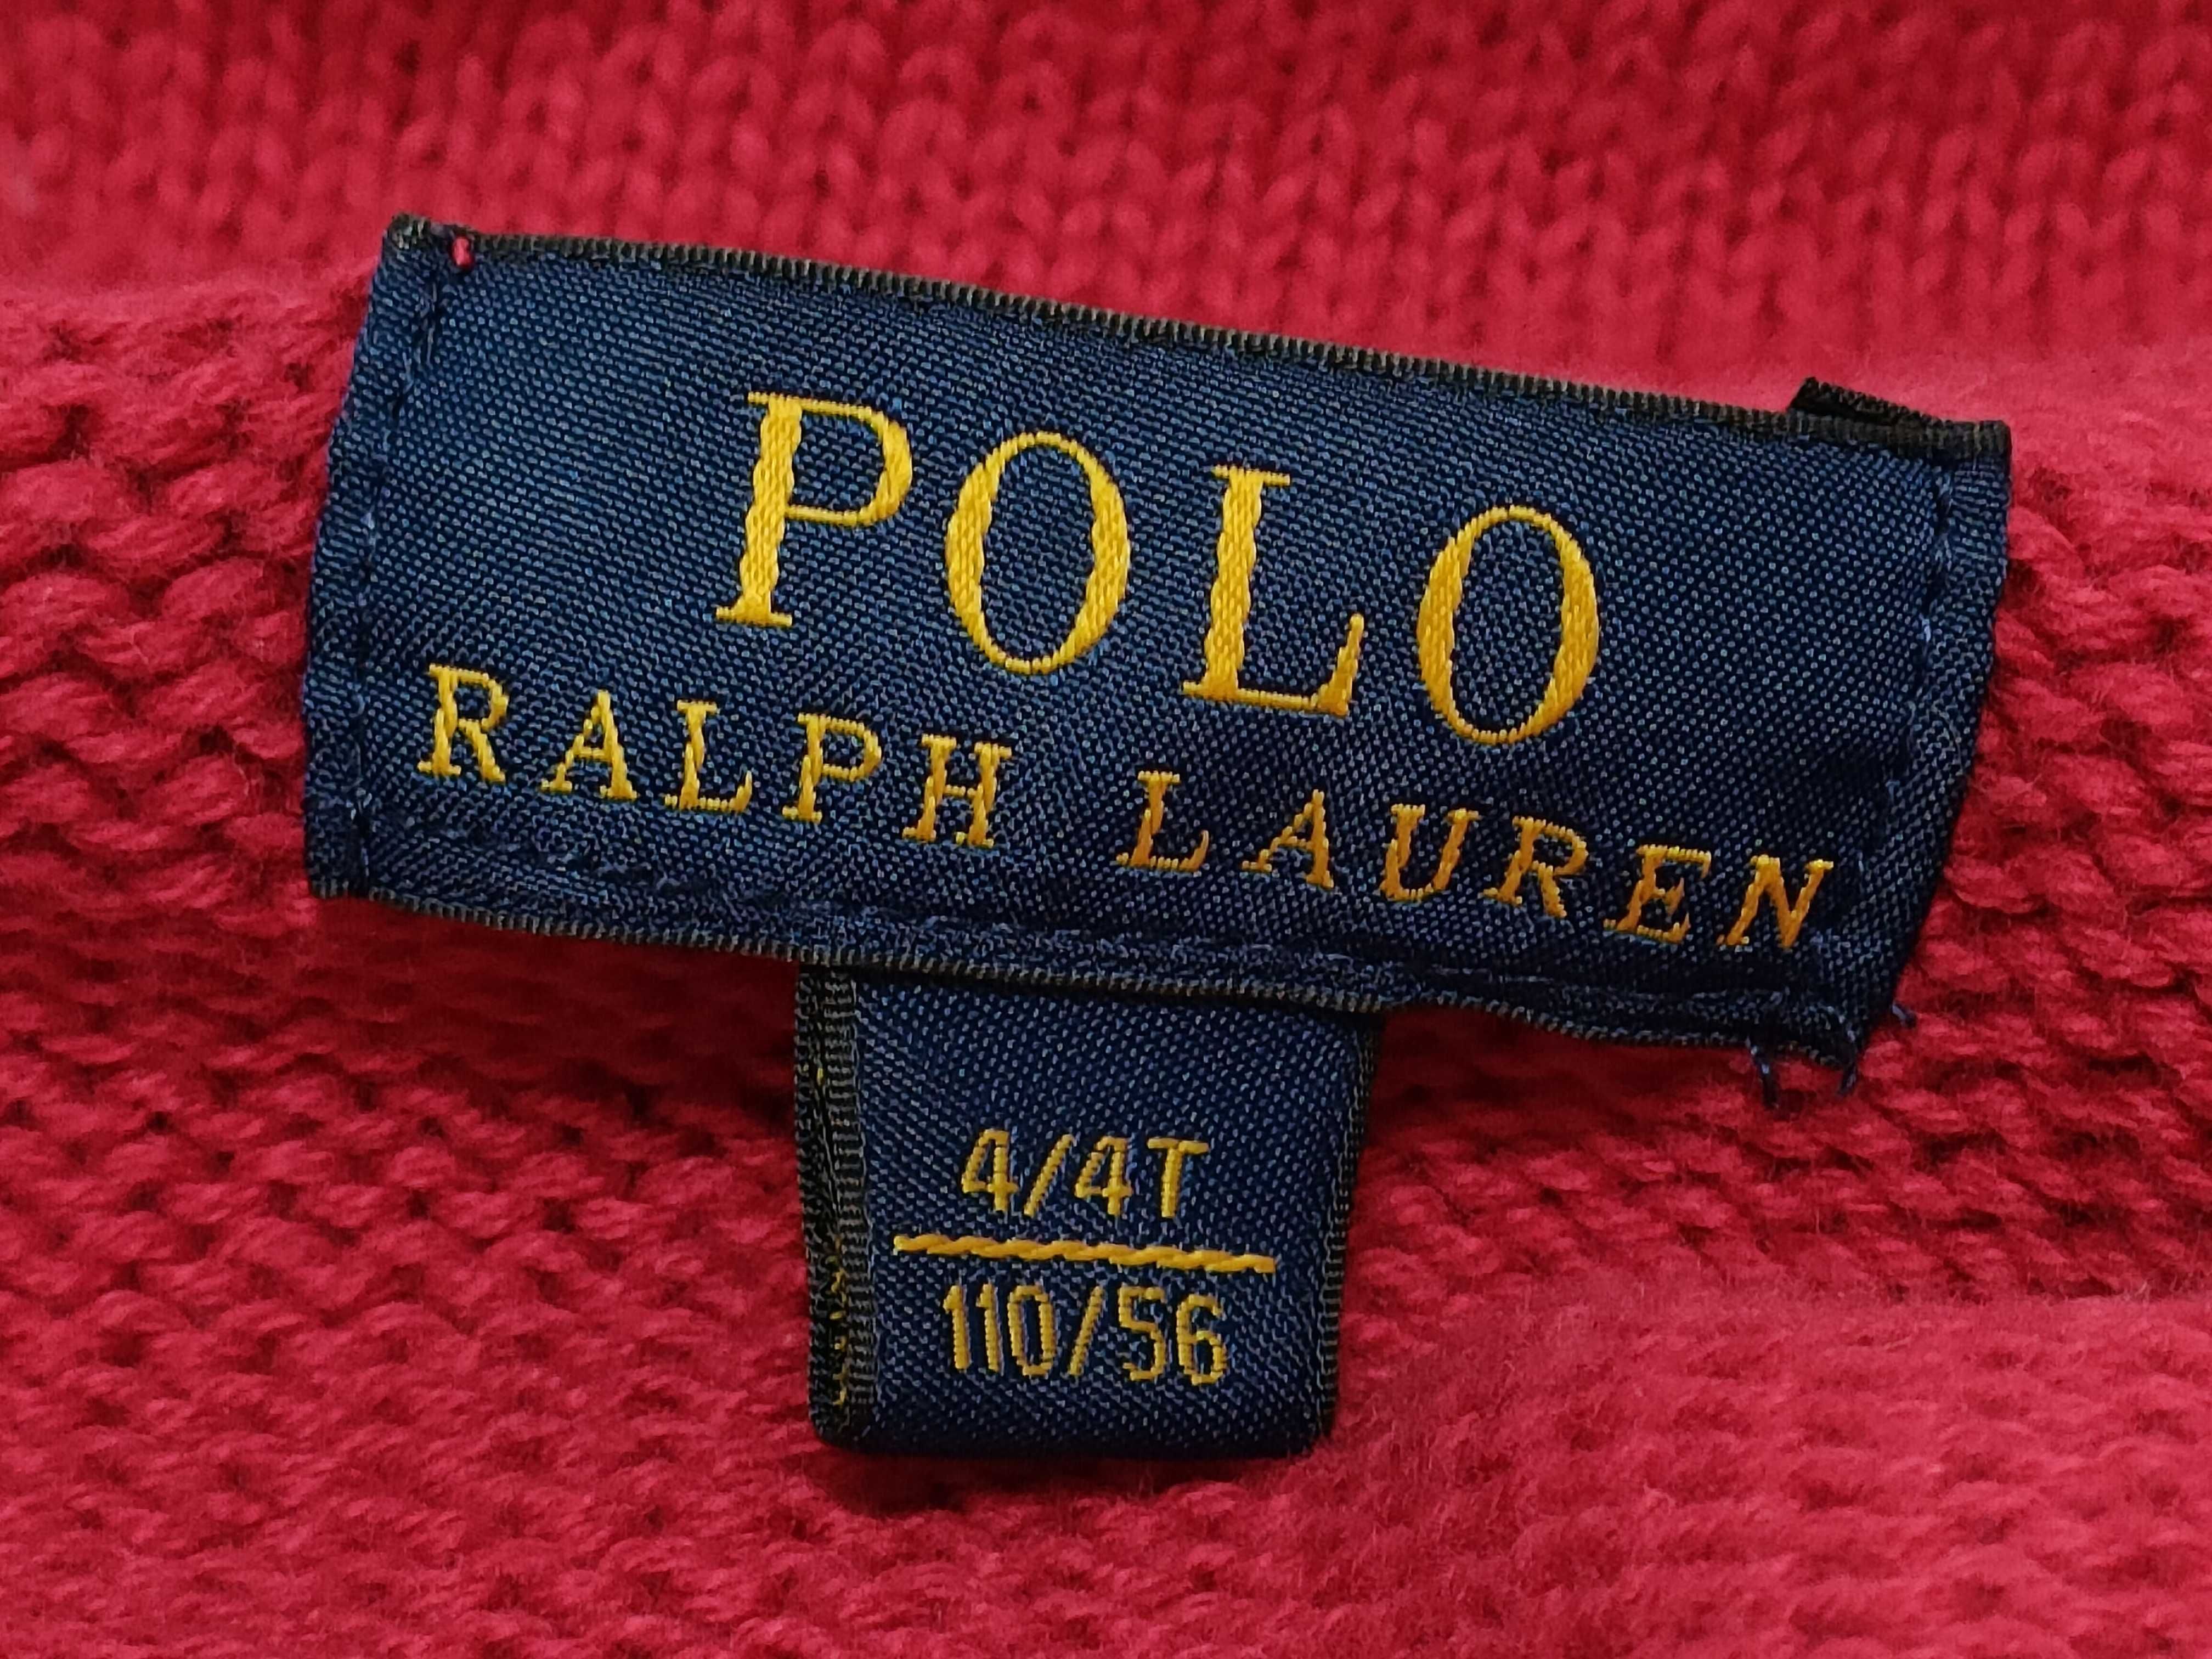 POLO
RALPH LAUREN
4/4T
110/56